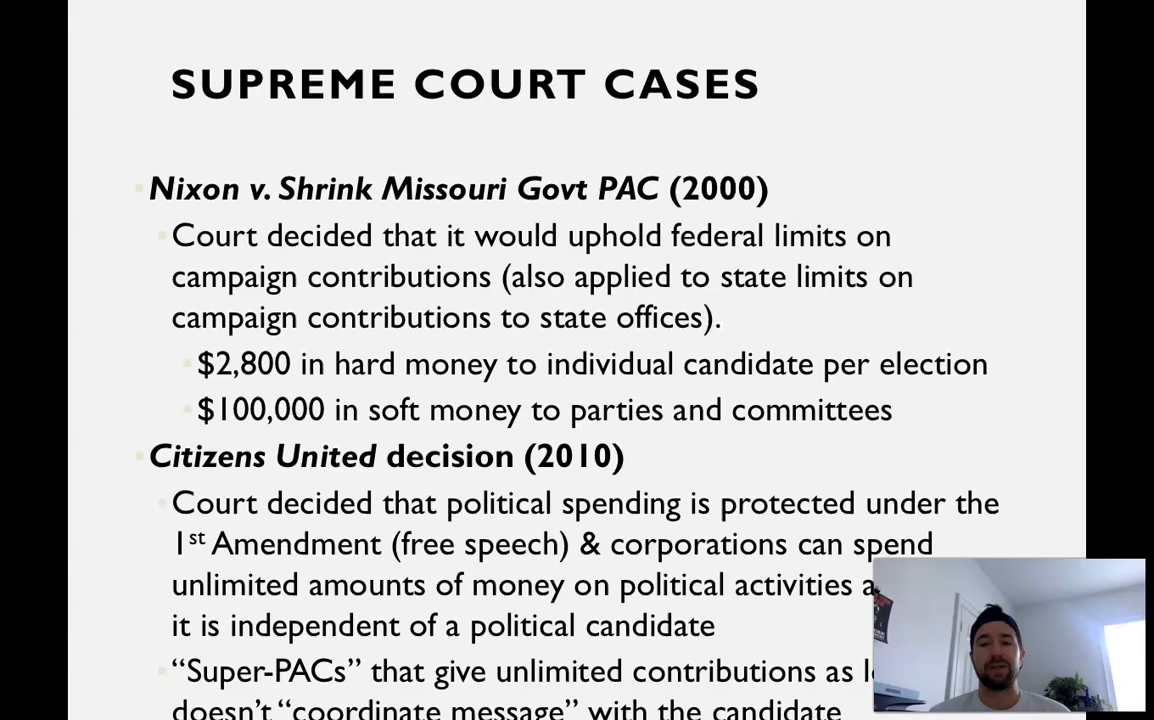 SUPREME COURT CASES
Nixon v. Shrink Missouri Govt PAC (2000)
Court decided that it would uphold federal limits on
campaign contributions (also applied to state limits on
campaign contributions to state offices).
$2,800 in hard money to individual candidate per election
$100,000 in soft money to parties and committees
Citizens United decision (2010)
Court decided that political spending is protected under the
1st Amendment (free speech) & corporations can spend
unlimited amounts of money on political activities
it is independent of a political candidate
“Super-PACs” that give unlimited contributions as
doesn’t “coordinate message” with the candidate